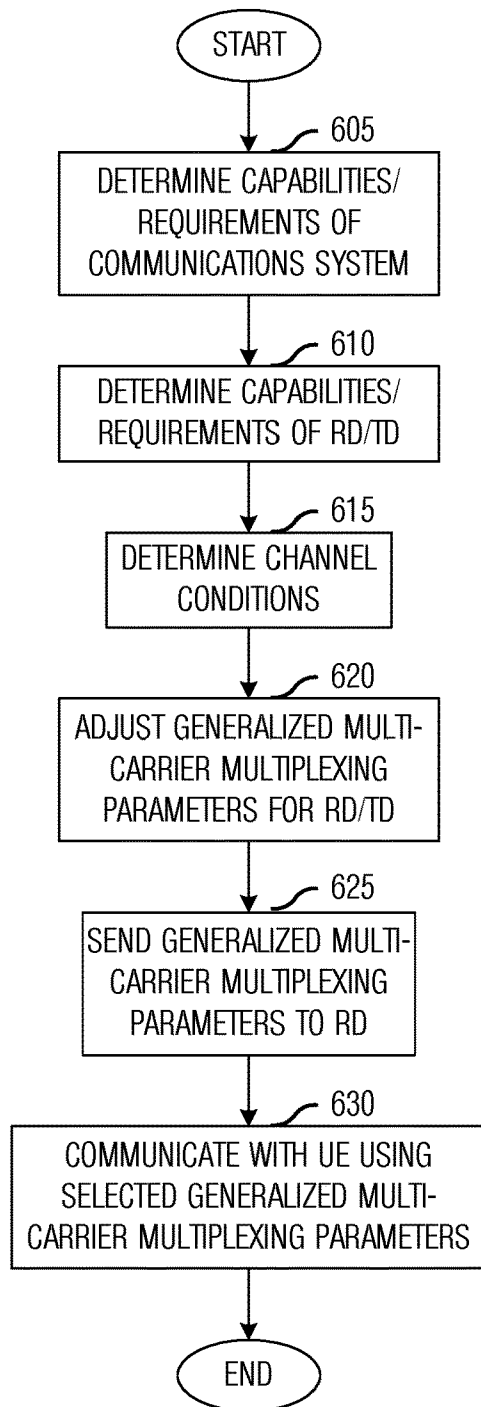 START
605
DETERMINE CAPABILITIES/
REQUIREMENTS OF
COMMUNICATIONS SYSTEM
610
DETERMINE CAPABILITIES/
REQUIREMENTS OF RD/TD
615
DETERMINE CHANNEL
CONDITIONS
620
ADJUST GENERALIZED MULTI-
CARRIER MULTIPLEXING
PARAMETERS FOR RD/TD
625
SEND GENERALIZED MULTI-
CARRIER MULTIPLEXING
PARAMETERS TO RD
630
COMMUNICATE WITH UE USING
SELECTED GENERALIZED MULTI-
CARRIER MULTIPLEXING PARAMETERS
END